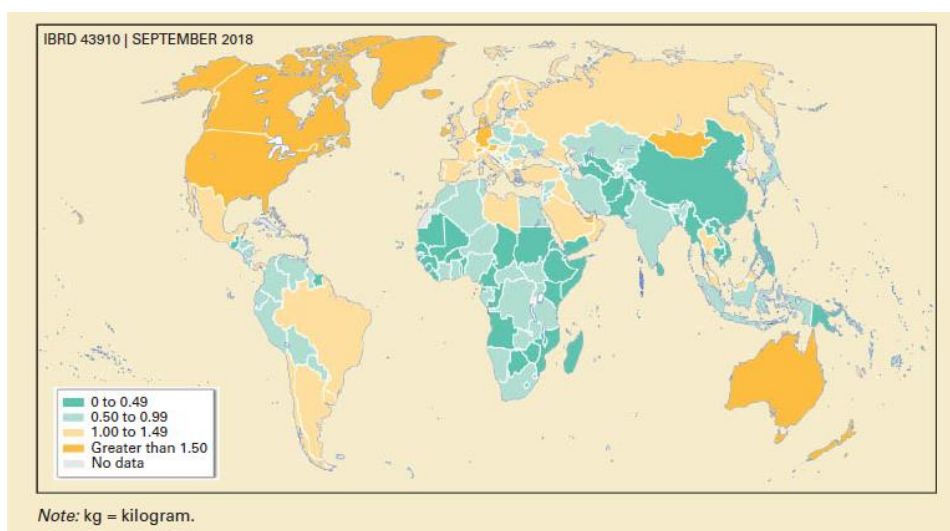 IBRD 43910 | SEPTEMBER 2018
0 to 0.49
0.50 to 0.99
1.00 to 1.49
Greater than 1.50
No data
Note: kg = kilogram.